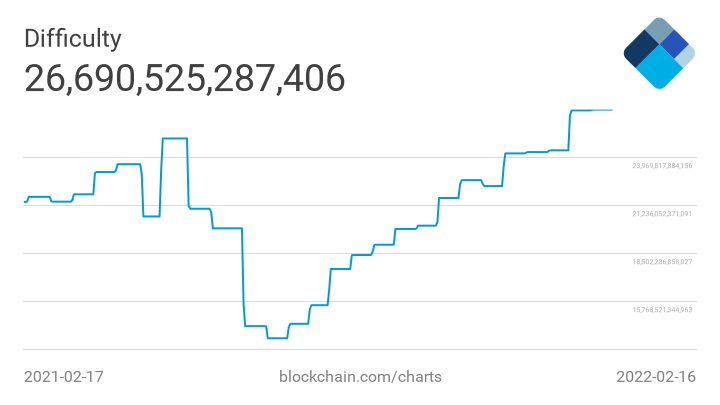 Difficulty
26,690,525,287,406
23,969,817,884,156
21,236,052,371,091
18,502,286,858,027
15,768,521,344,963
2021-02-17 blockchain.com/charts 2022-02-16